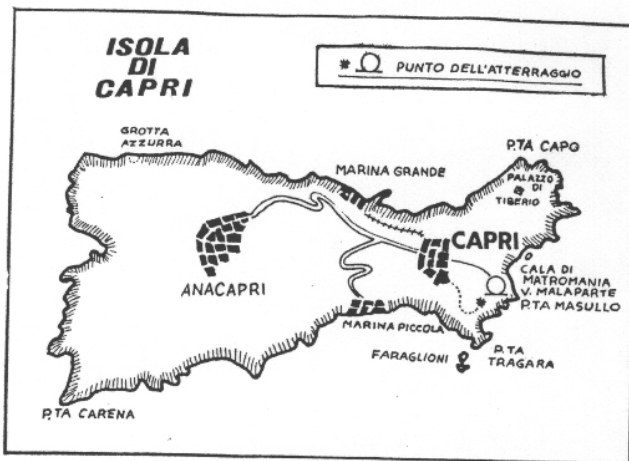 ISOLA
DI
CAPRI
* PUNTO DELL'ATTERRAGGIO
GROTTA
AZZURRA
MARINA GRANDE
P.TA CAPO
PALAZZO
DI
TIBERIO
CAPRI
ANACAPRI
CALA DI
MATROMANIA
V. MALAPARTE
P.TA MASULLO
MARINA PICCOLA
FARAGLIONI
P.TA
TRAGARA
P.TA CARENA